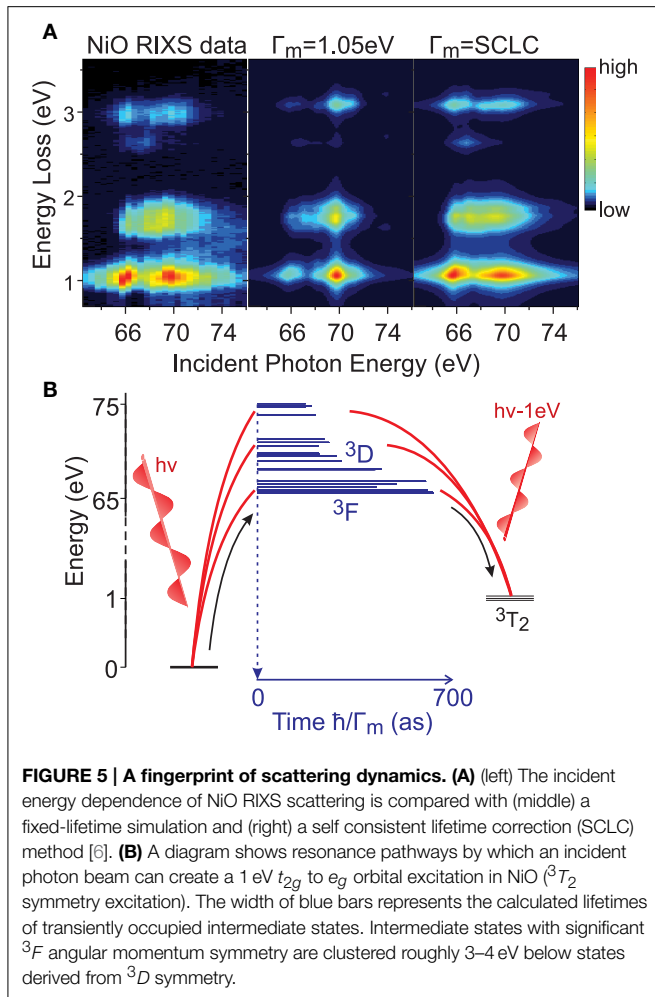 A
NiO RIXS data
Γm=1.05eV
Γm=SCLC
high
low
Energy Loss (eV)
3
2
1
66 70 74 66 70 74 66 70 74
Incident Photon Energy (eV)
B
75
65
1
0
Energy (eV)
hν
hν-1eV
³D
³F
³T₂
0 700
Time ħ/Γm (as)
FIGURE 5 | A fingerprint of scattering dynamics. (A) (left) The incident
energy dependence of NiO RIXS scattering is compared with (middle) a
fixed-lifetime simulation and (right) a self consistent lifetime correction (SCLC)
method [6]. (B) A diagram shows resonance pathways by which an incident
photon beam can create a 1 eV t2g to eg orbital excitation in NiO (³T₂
symmetry excitation). The width of blue bars represents the calculated lifetimes
of transiently occupied intermediate states. Intermediate states with significant
³F angular momentum symmetry are clustered roughly 3–4 eV below states
derived from ³D symmetry.